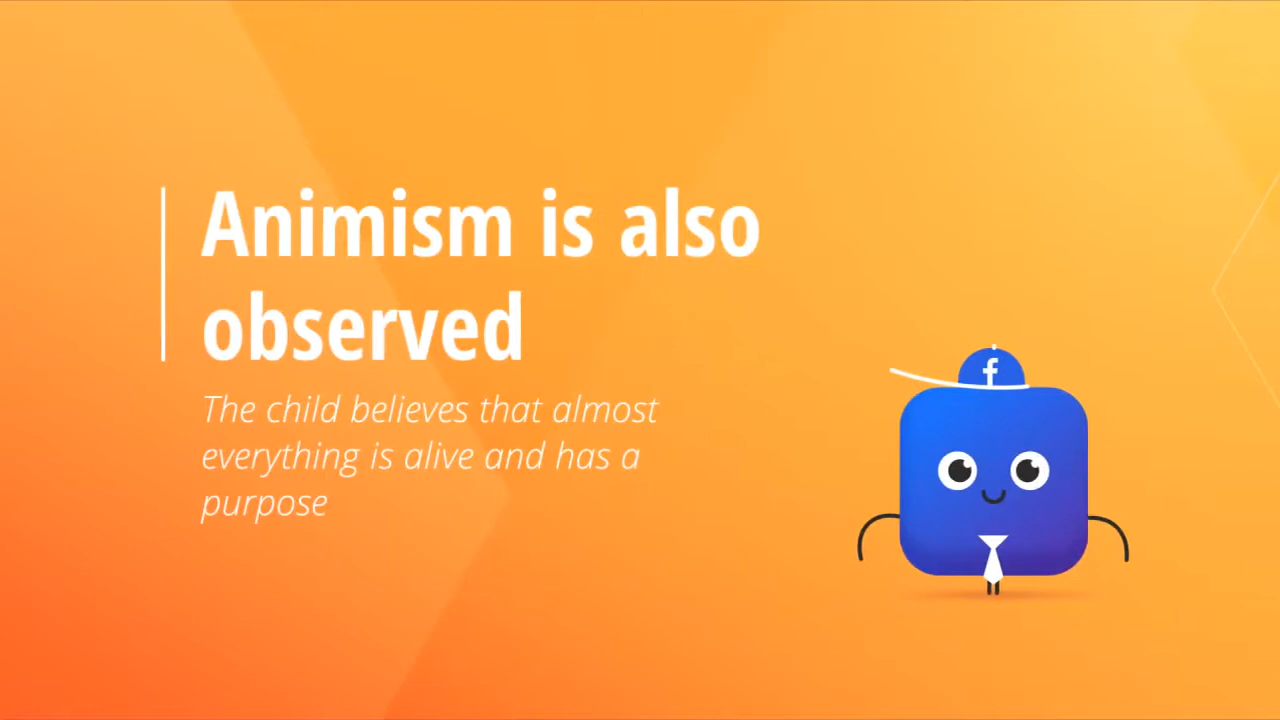 Animism is also
observed
The child believes that almost
everything is alive and has a
purpose
f